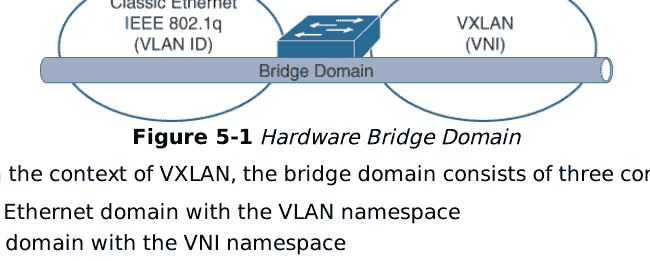 Classic Ethernet
IEEE 802.1q
(VLAN ID)
VXLAN
(VNI)
Bridge Domain
Figure 5-1 Hardware Bridge Domain
the context of VXLAN, the bridge domain consists of three
Ethernet domain with the VLAN namespace
domain with the VNI namespace